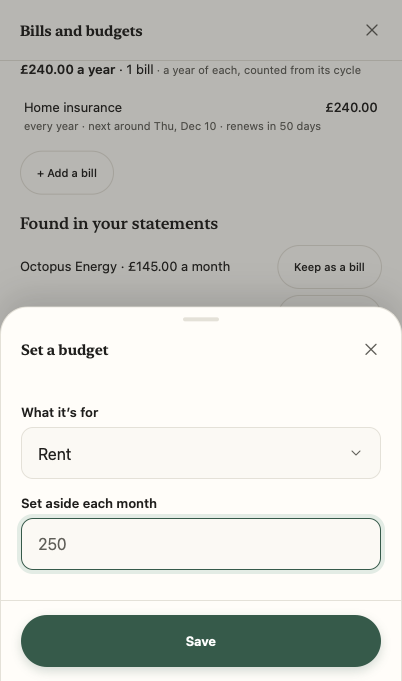 Bills and budgets
£240.00 a year · 1 bill · a year of each, counted from its cycle
Home insurance £240.00
every year · next around Thu, Dec 10 · renews in 50 days
+ Add a bill
Found in your statements
Octopus Energy · £145.00 a month Keep as a bill
Set a budget
What it's for
Rent
Set aside each month
250
Save